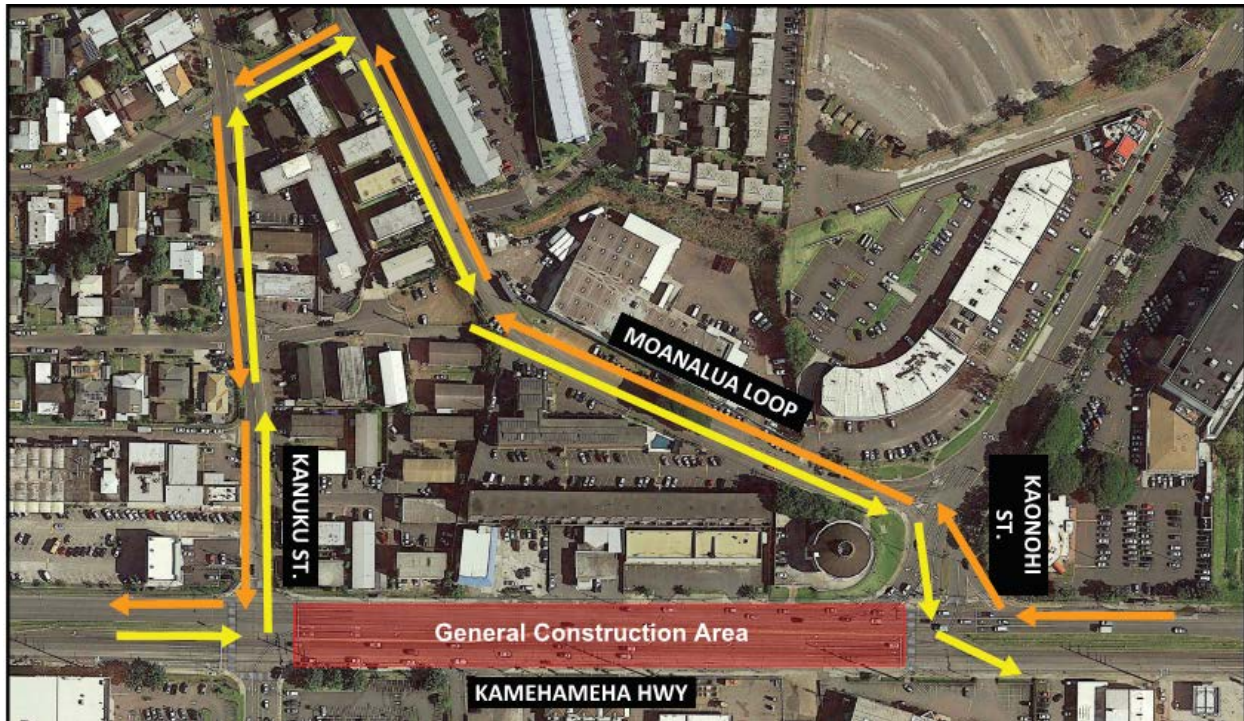 MOANALUA LOOP
KANUKU ST.
KAONOHI
ST.
General Construction Area
KAMEHAMEHA HWY